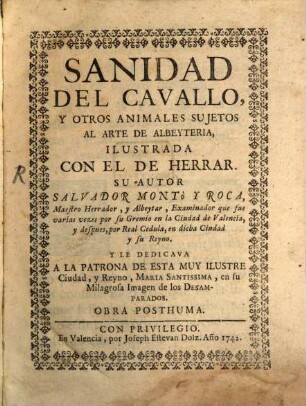 SANIDAD
DEL CAVALLO,
Y OTROS ANIMALES SUJETOS
AL ARTE DE ALBEYTERIA,
ILUSTRADA
CON EL DE HERRAR.
SU AUTOR
SALVADOR MONTò Y ROCA,
Maestro Herrador, y Albeytar, Examinador que fue
varias vezes por su Gremio en la Ciudad de Valencia,
y despues, por Real Cedula, en dicha Ciudad
y su Reyno.
Y LE DEDICAVA
A LA PATRONA DE ESTA MUY ILUSTRE
Ciudad, y Reyno, MARIA SANTISSIMA, en su
Milagrosa Imagen de los DESAM-
PARADOS.
OBRA POSTHUMA.
CON PRIVILEGIO.
En Valencia, por Joseph Estevan Dolz. Año 1742.
R